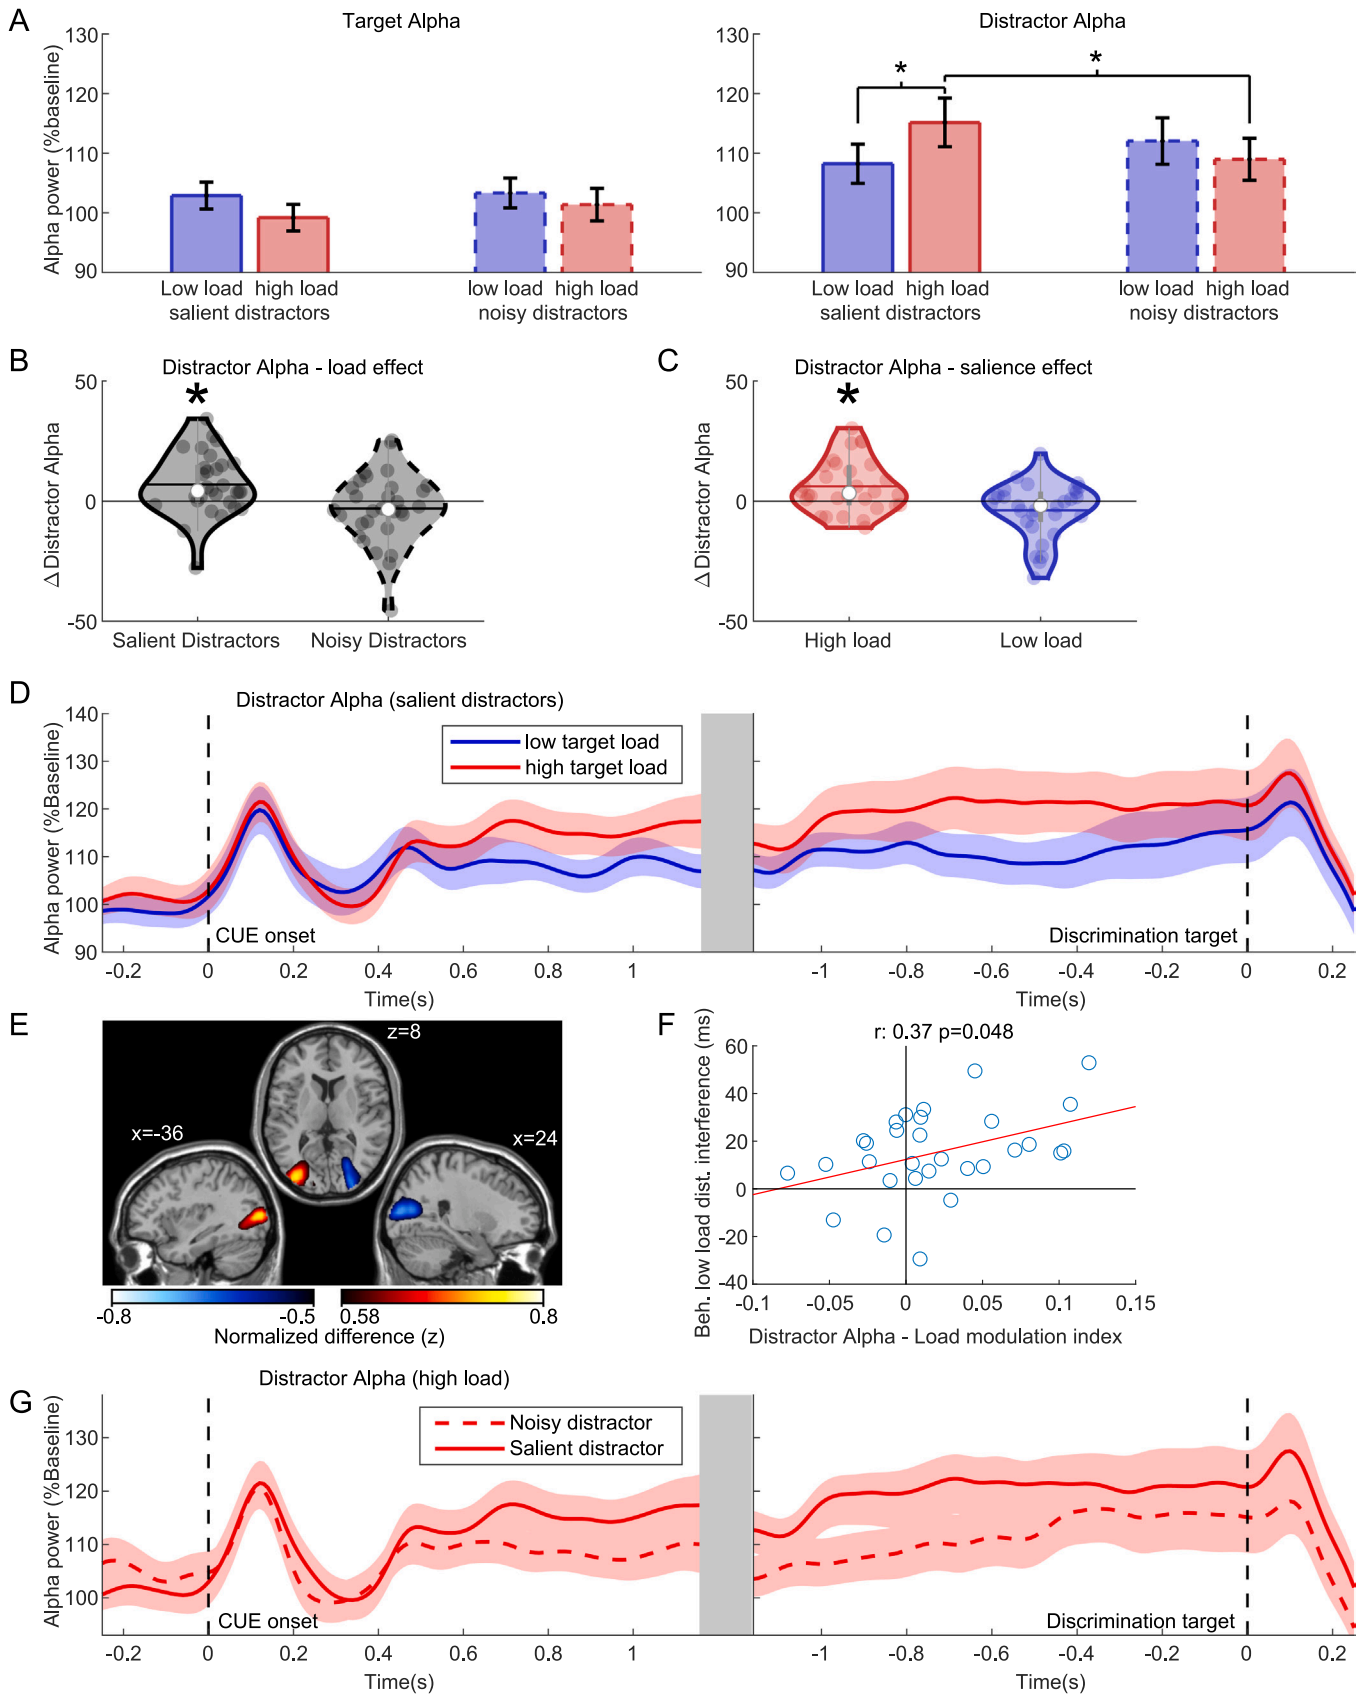 A
Target Alpha
Distractor Alpha
Alpha power (%baseline)
130
120
110
100
90
Low load high load low load high load
salient distractors noisy distractors
130
120
110
100
90
* *
Low load high load low load high load
salient distractors noisy distractors
B
Distractor Alpha - load effect
Δ Distractor Alpha
50
0
-50
*
Salient Distractors Noisy Distractors
C
Distractor Alpha - salience effect
Δ Distractor Alpha
50
0
-50
*
High load Low load
D
Distractor Alpha (salient distractors)
Alpha power (%Baseline)
140
130
120
110
100
90
low target load
high target load
CUE onset
Discrimination target
-0.2 0 0.2 0.4 0.6 0.8 1
Time(s)
-1 -0.8 -0.6 -0.4 -0.2 0 0.2
Time(s)
E
z=8
x=-36
x=24
-0.8 -0.5 0.58 0.8
Normalized difference (z)
F
r: 0.37 p=0.048
Beh. low load dist. interference (ms)
60
40
20
0
-20
-40
-0.1 -0.05 0 0.05 0.1 0.15
Distractor Alpha - Load modulation index
G
Distractor Alpha (high load)
Alpha power (%Baseline)
130
120
110
100
Noisy distractor
Salient distractor
CUE onset
Discrimination target
-0.2 0 0.2 0.4 0.6 0.8 1
Time(s)
-1 -0.8 -0.6 -0.4 -0.2 0 0.2
Time(s)